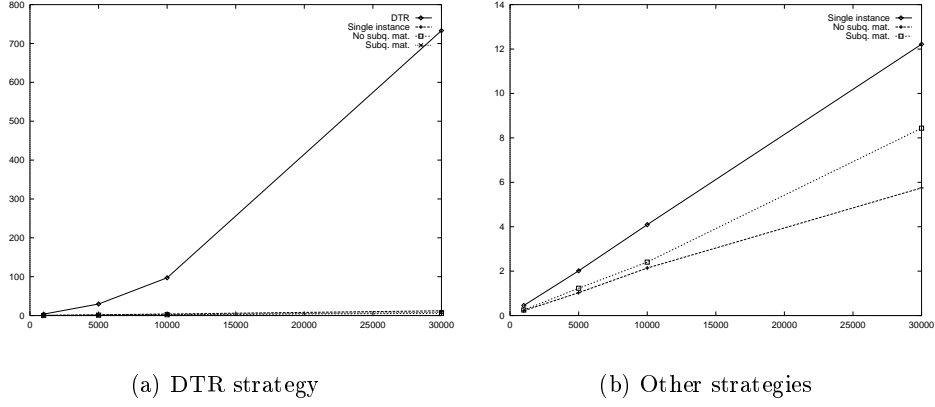 800
700
600
500
400
300
200
100
0
DTR
Single instance
No subq. mat.
Subq. mat.
0 5000 10000 15000 20000 25000 30000
(a) DTR strategy
14
12
10
8
6
4
2
0
Single instance
No subq. mat.
Subq. mat.
0 5000 10000 15000 20000 25000 30000
(b) Other strategies